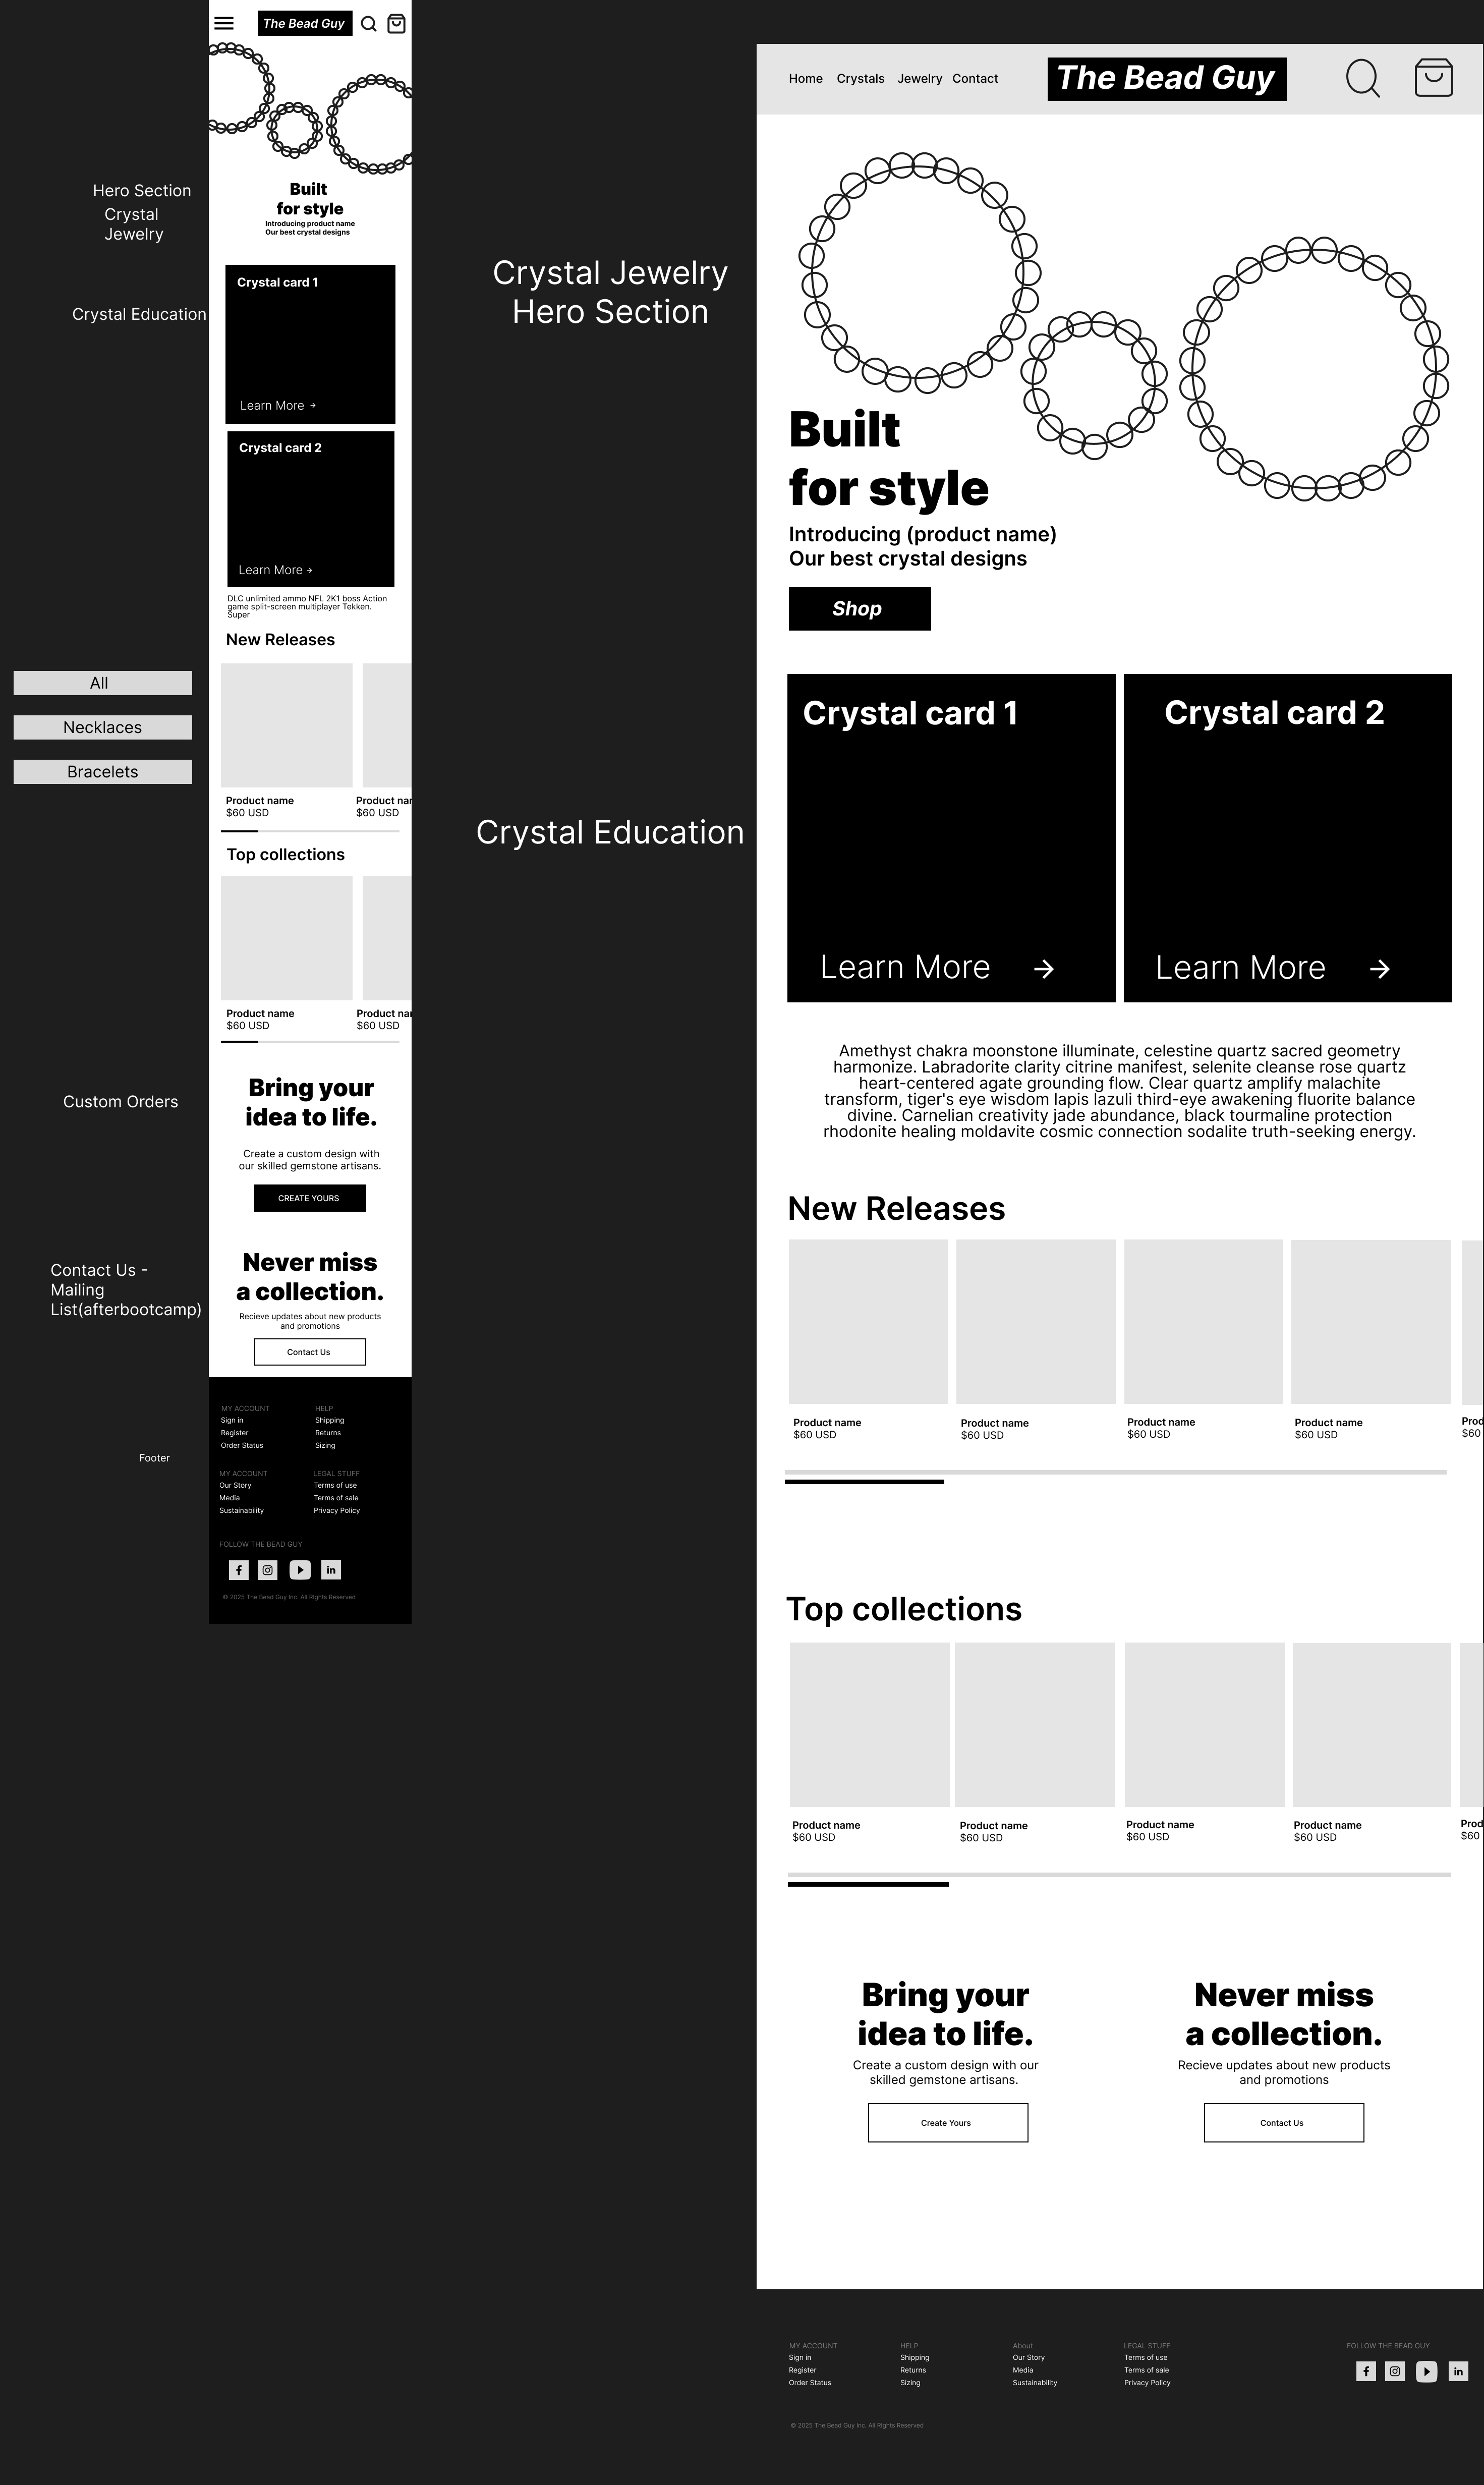 The Bead Guy
Hero Section
Crystal
Jewelry
Built
for style
Introducing product name
Our best crystal designs
Crystal Education
Crystal card 1
Learn More →
Crystal card 2
Learn More →
DLC unlimited ammo NFL 2K1 boss Action
game split-screen multiplayer Tekken.
Super
New Releases
All
Necklaces
Bracelets
Product name
$60 USD
Product nar
$60 USD
Top collections
Product name
$60 USD
Product nar
$60 USD
Custom Orders
Bring your
idea to life.
Create a custom design with
our skilled gemstone artisans.
CREATE YOURS
Contact Us -
Mailing
List(afterbootcamp)
Never miss
a collection.
Recieve updates about new products
and promotions
Contact Us
Footer
MY ACCOUNT
Sign in
Register
Order Status
HELP
Shipping
Returns
Sizing
MY ACCOUNT
Our Story
Media
Sustainability
LEGAL STUFF
Terms of use
Terms of sale
Privacy Policy
FOLLOW THE BEAD GUY
in
© 2025 The Bead Guy Inc. All Rights Reserved
Crystal Jewelry
Hero Section
Crystal Education
Home Crystals Jewelry Contact
The Bead Guy
Built
for style
Introducing (product name)
Our best crystal designs
Shop
Crystal card 1
Learn More →
Crystal card 2
Learn More →
Amethyst chakra moonstone illuminate, celestine quartz sacred geometry
harmonize. Labradorite clarity citrine manifest, selenite cleanse rose quartz
heart-centered agate grounding flow. Clear quartz amplify malachite
transform, tiger's eye wisdom lapis lazuli third-eye awakening fluorite balance
divine. Carnelian creativity jade abundance, black tourmaline protection
rhodonite healing moldavite cosmic connection sodalite truth-seeking energy.
New Releases
Product name
$60 USD
Product name
$60 USD
Product name
$60 USD
Product name
$60 USD
Prod
$60
Top collections
Product name
$60 USD
Product name
$60 USD
Product name
$60 USD
Product name
$60 USD
Prod
$60
Bring your
idea to life.
Create a custom design with our
skilled gemstone artisans.
Create Yours
Never miss
a collection.
Recieve updates about new products
and promotions
Contact Us
MY ACCOUNT
Sign in
Register
Order Status
HELP
Shipping
Returns
Sizing
About
Our Story
Media
Sustainability
LEGAL STUFF
Terms of use
Terms of sale
Privacy Policy
FOLLOW THE BEAD GUY
in
© 2025 The Bead Guy Inc. All Rights Reserved